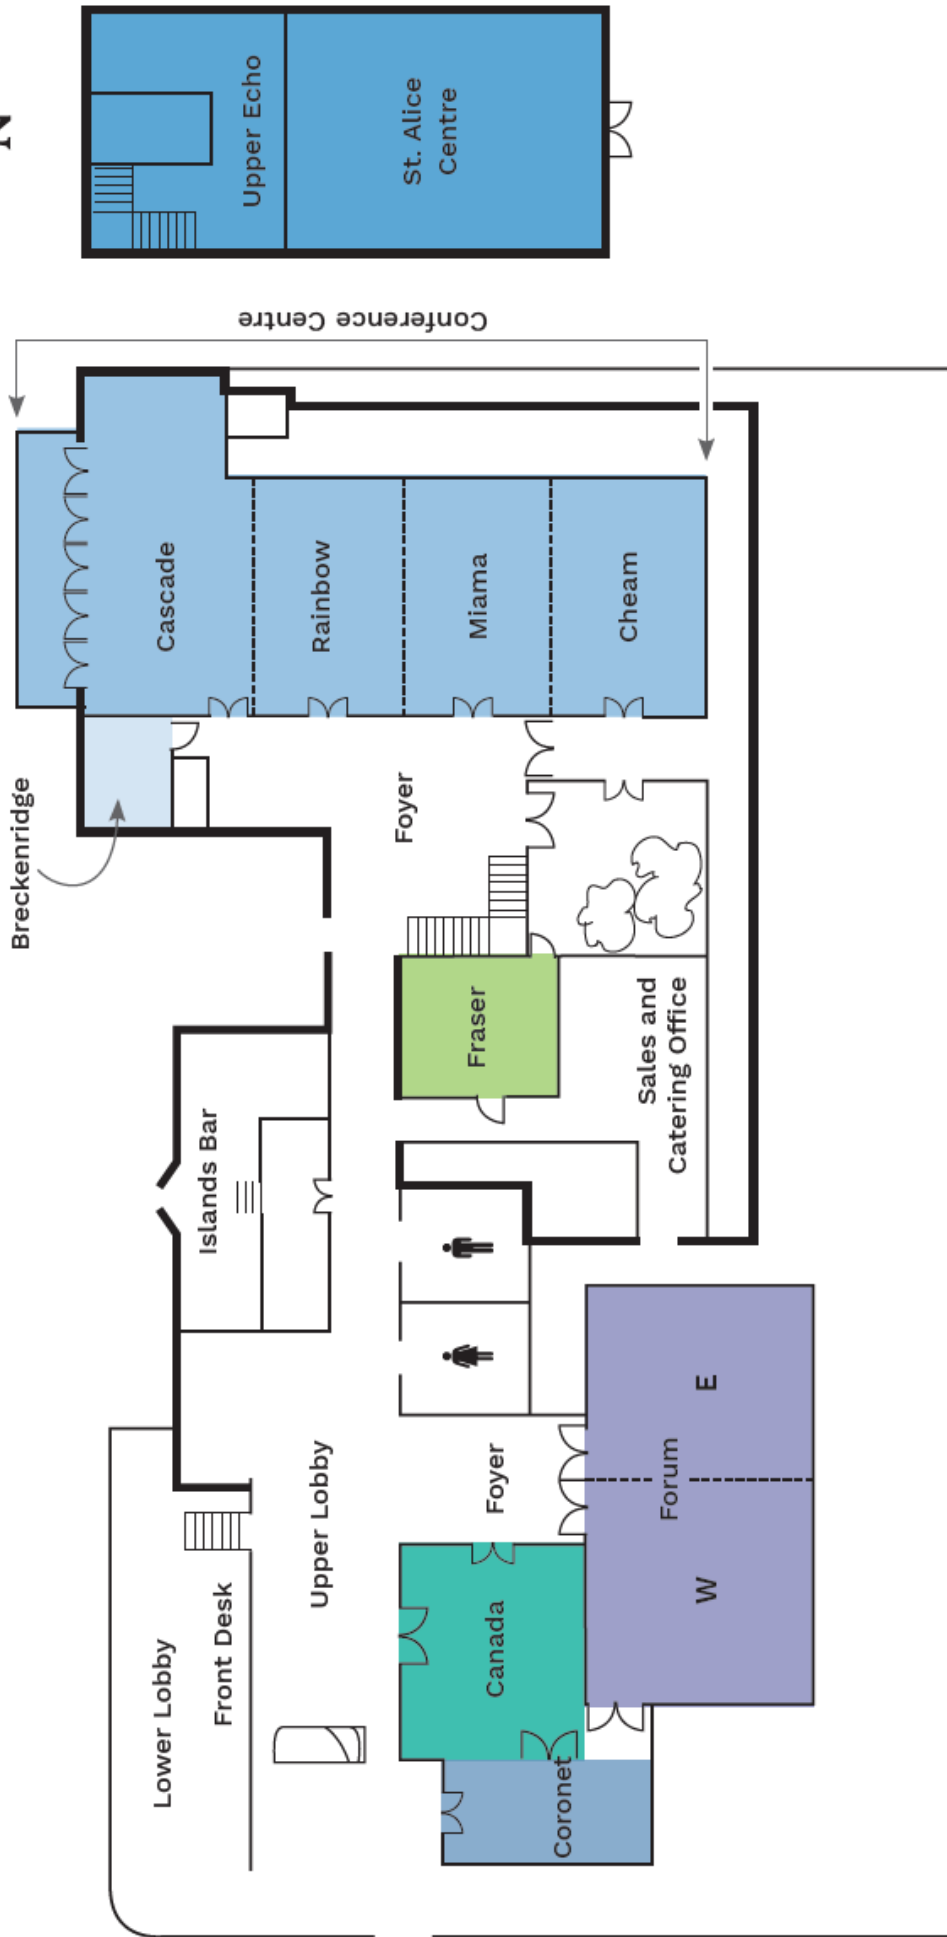 N
Upper Echo
St. Alice
Centre
Conference Centre
Breckenridge
Cascade
Rainbow
Miama
Cheam
Foyer
Fraser
Sales and
Catering Office
Islands Bar
Upper Lobby
Foyer
Lower Lobby
Front Desk
Canada
Coronet
Forum
W
E